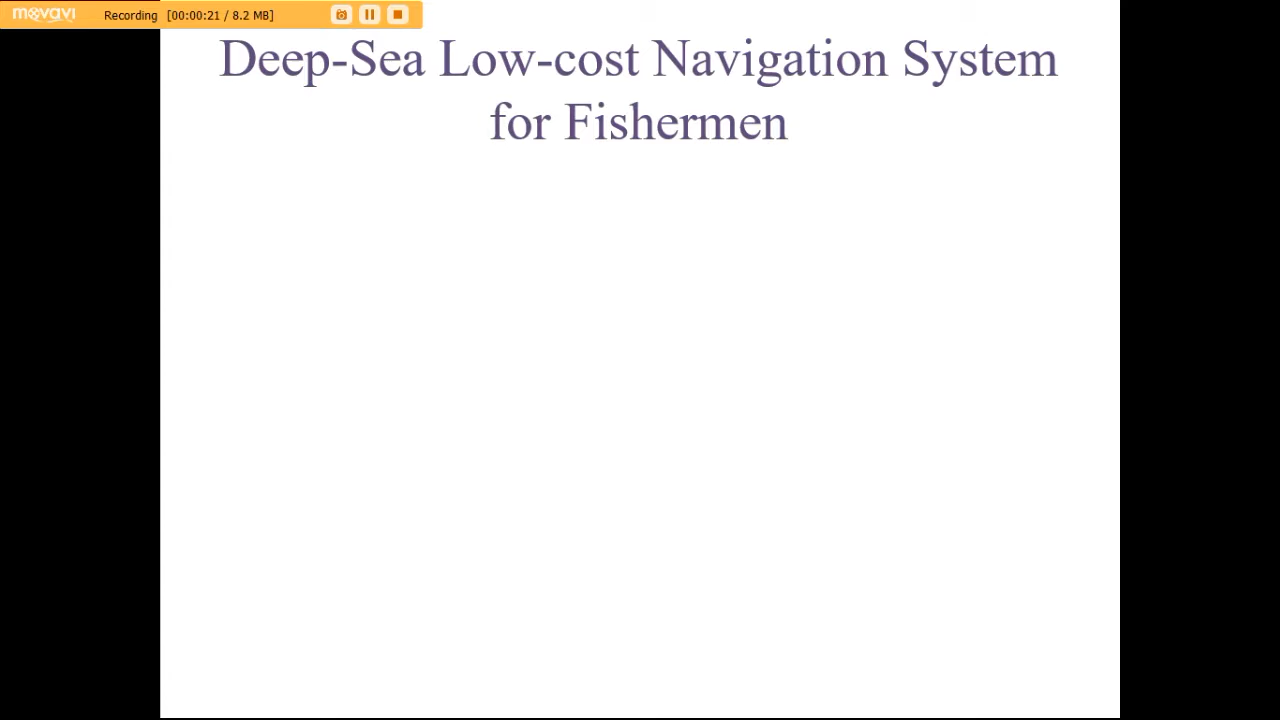 movavi Recording [00:00:21 / 8.2 MB]
Deep-Sea Low-cost Navigation System
for Fishermen